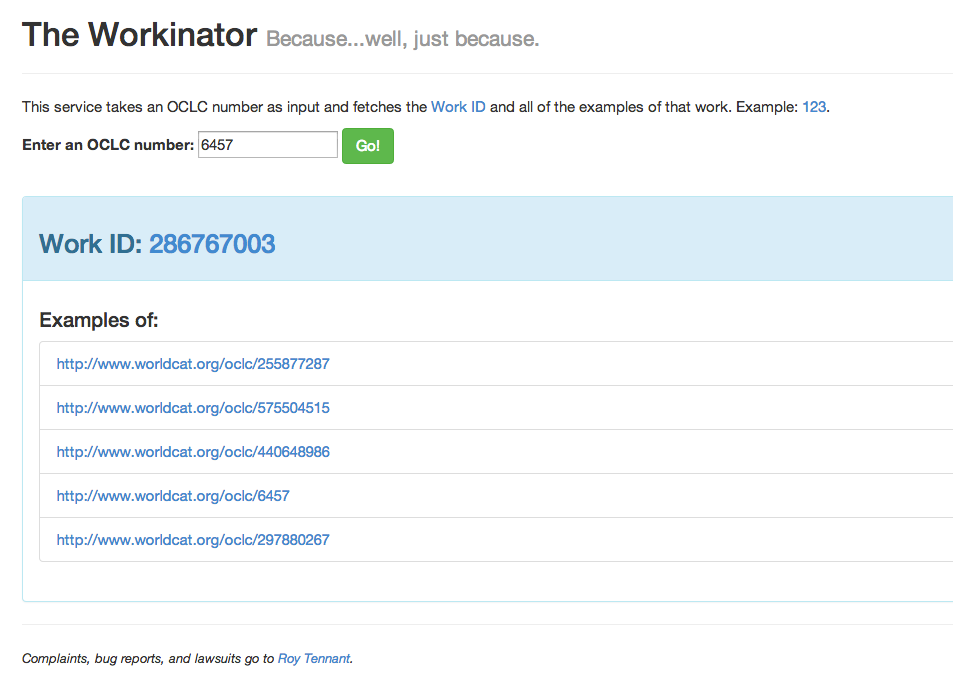 The Workinator Because...well, just because.
This service takes an OCLC number as input and fetches the Work ID and all of the examples of that work. Example: 123.
Enter an OCLC number: 6457 Go!
Work ID: 286767003
Examples of:
http://www.worldcat.org/oclc/255877287
http://www.worldcat.org/oclc/575504515
http://www.worldcat.org/oclc/440648986
http://www.worldcat.org/oclc/6457
http://www.worldcat.org/oclc/297880267
Complaints, bug reports, and lawsuits go to Roy Tennant.